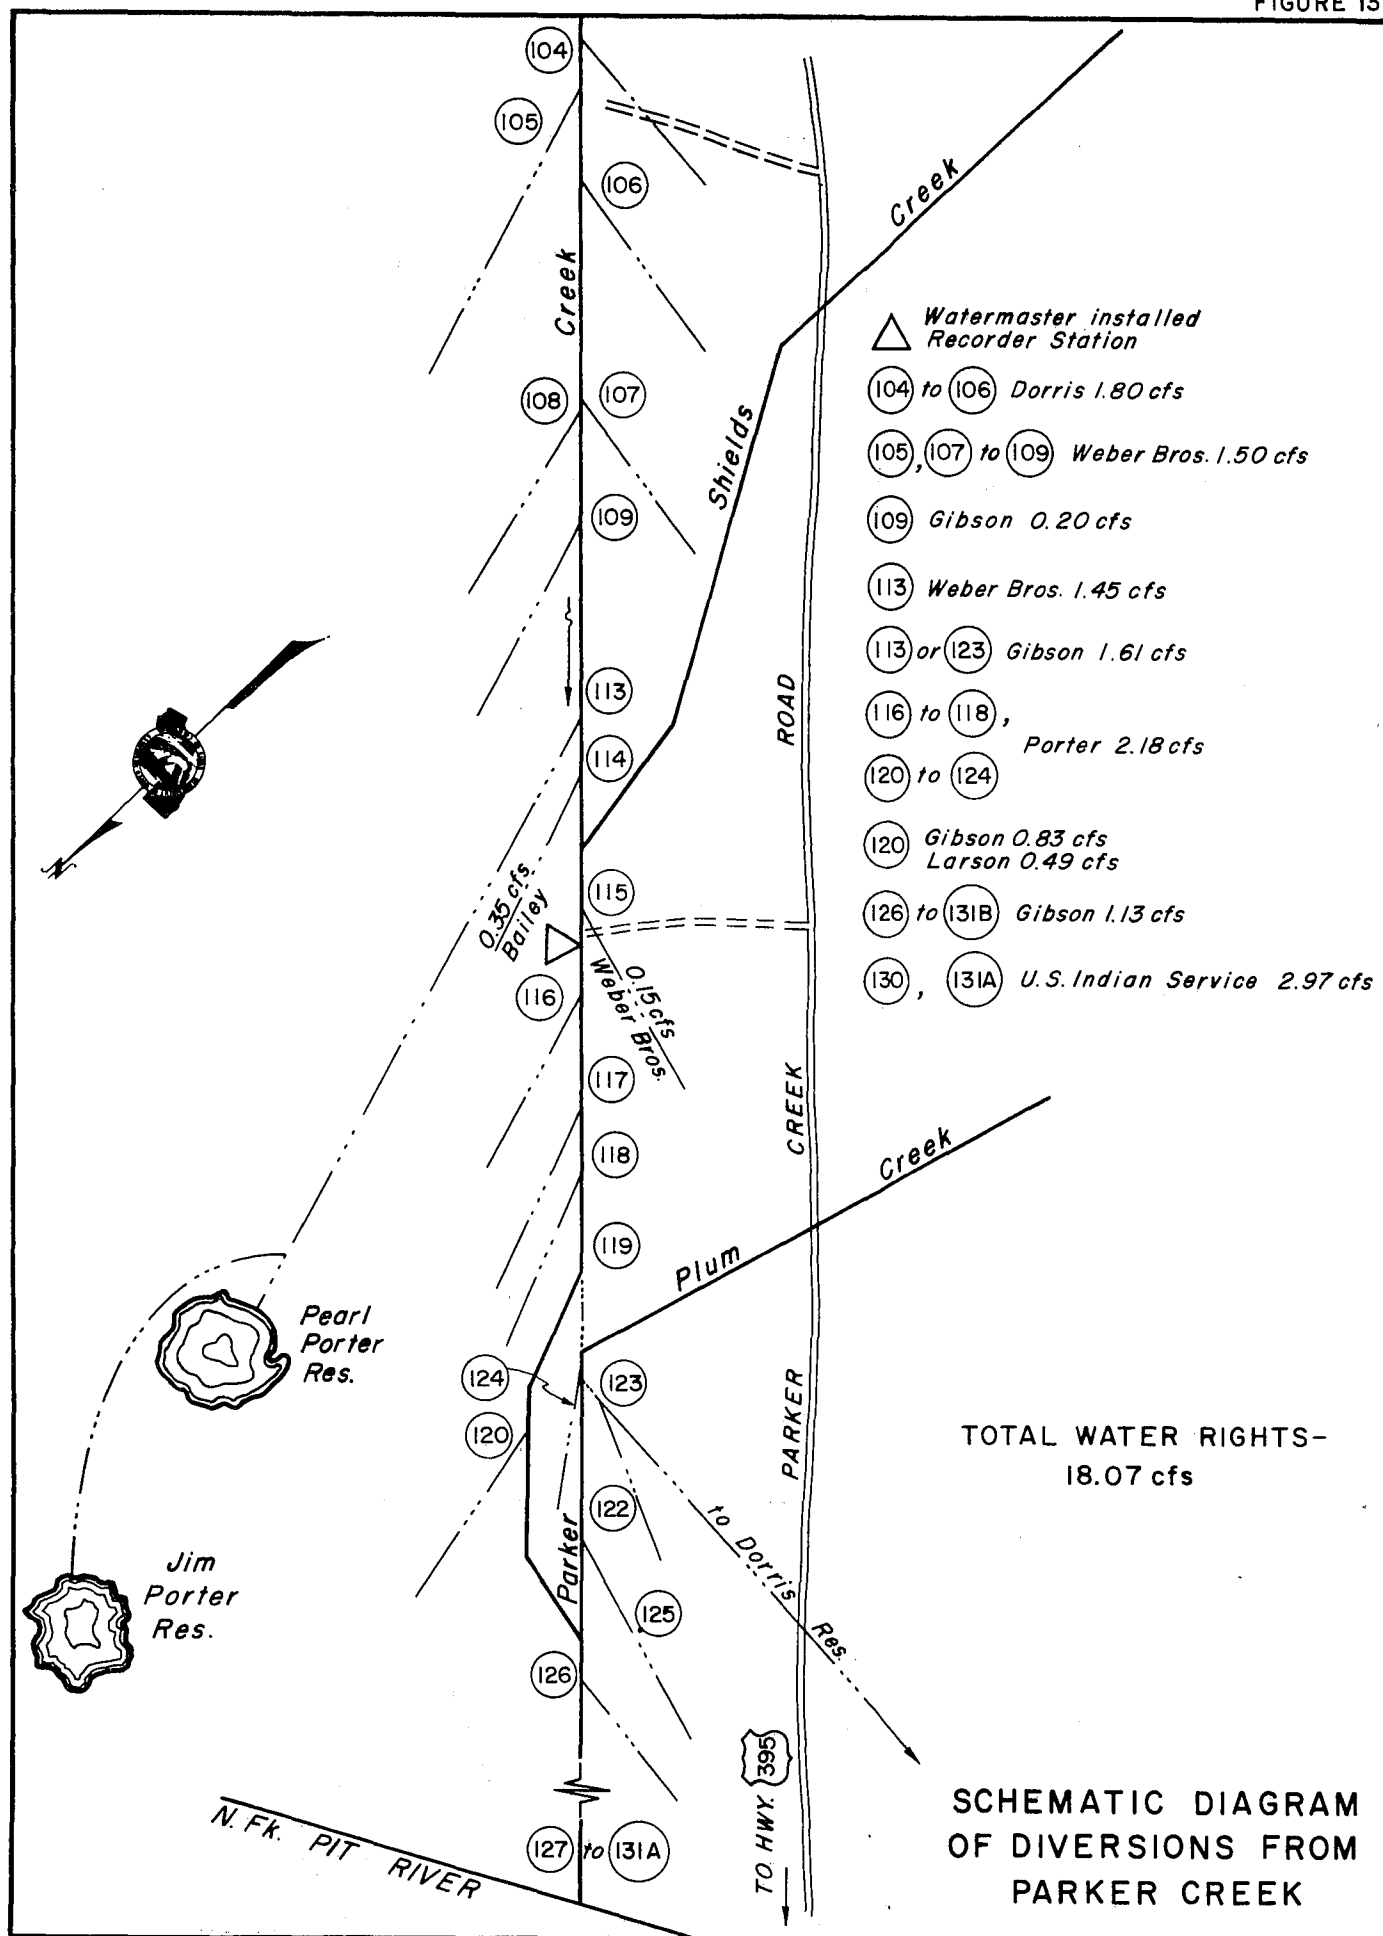 FIGURE 13
104
105
106
Creek
Creek
Watermaster installed
Recorder Station
104 to 106 Dorris 1.80 cfs
108
107
Shields
105, 107 to 109 Weber Bros. 1.50 cfs
109
109 Gibson 0.20 cfs
113 Weber Bros. 1.45 cfs
113 or 123 Gibson 1.61 cfs
113
ROAD
116 to 118,
Porter 2.18 cfs
120 to 124
114
120 Gibson 0.83 cfs
Larson 0.49 cfs
N
0.35 cfs
Bailey
115
126 to 131B Gibson 1.13 cfs
130, 131A U.S. Indian Service 2.97 cfs
116
0.15 cfs
Weber Bros.
117
CREEK
118
Creek
119
Plum
Pearl
Porter
Res.
124
123
120
PARKER
TOTAL WATER RIGHTS-
18.07 cfs
122
to Dorris Res.
Parker
Jim
Porter
Res.
125
126
TO HWY. 395
N. Fk. PIT RIVER
127 to 131A
SCHEMATIC DIAGRAM
OF DIVERSIONS FROM
PARKER CREEK